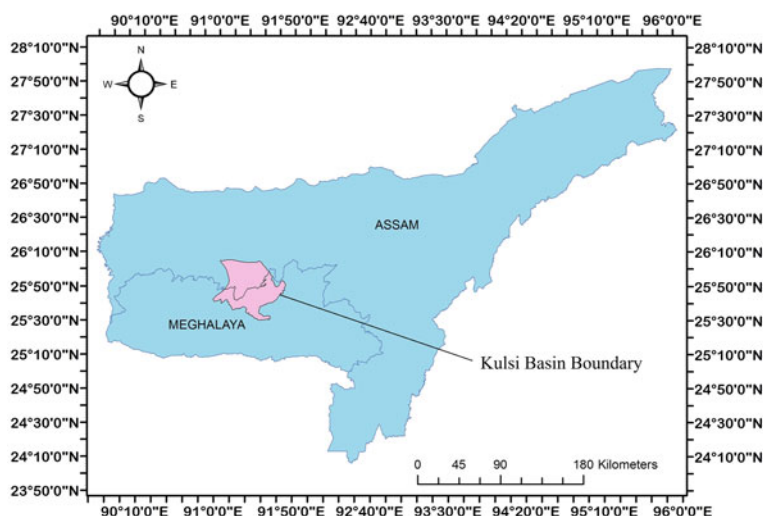 90°10'0"E 91°0'0"E 91°50'0"E 92°40'0"E 93°30'0"E 94°20'0"E 95°10'0"E 96°0'0"E
28°10'0"N 28°10'0"N
N
27°50'0"N 27°50'0"N
W E
S
27°30'0"N 27°30'0"N
27°10'0"N 27°10'0"N
26°50'0"N 26°50'0"N
26°30'0"N 26°30'0"N
ASSAM
26°10'0"N 26°10'0"N
25°50'0"N 25°50'0"N
25°30'0"N 25°30'0"N
MEGHALAYA
25°10'0"N 25°10'0"N
Kulsi Basin Boundary
24°50'0"N 24°50'0"N
24°30'0"N 24°30'0"N
24°10'0"N 24°10'0"N
0 45 90 180 Kilometers
23°50'0"N
90°10'0"E 91°0'0"E 91°50'0"E 92°40'0"E 93°30'0"E 94°20'0"E 95°10'0"E 96°0'0"E